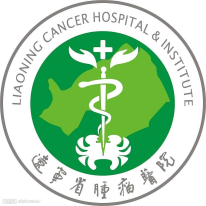 LIAONING CANCER HOSPITAL & INSTITUTE
遼寧省腫瘤醫院